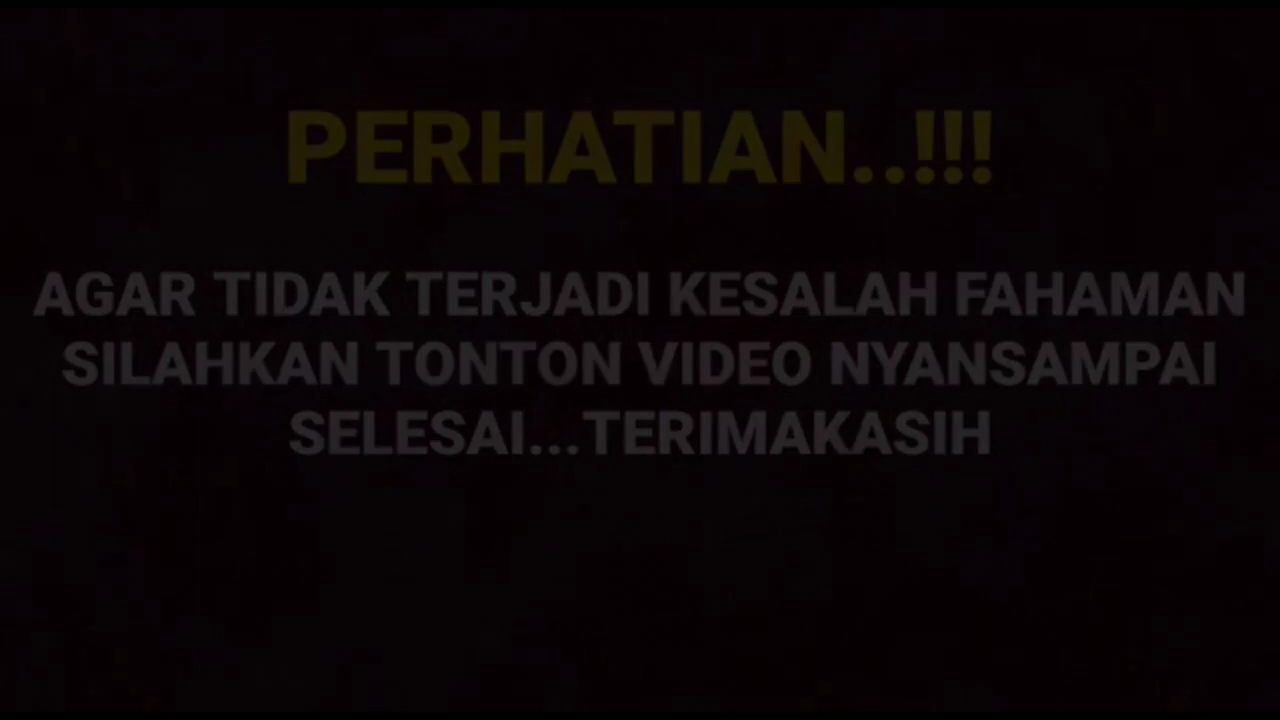 PERHATIAN..!!!
AGAR TIDAK TERJADI KESALAH FAHAMAN
SILAHKAN TONTON VIDEO NYANSAMPAI
SELESAI...TERIMAKASIH